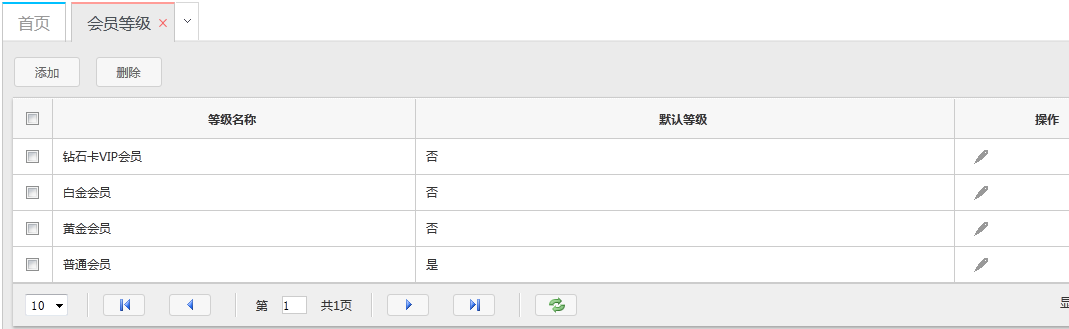 首页 会员等级
添加 删除
等级名称 默认等级 操作
钻石卡VIP会员 否
白金会员 否
黄金会员 否
普通会员 是
10 第 1 共1页